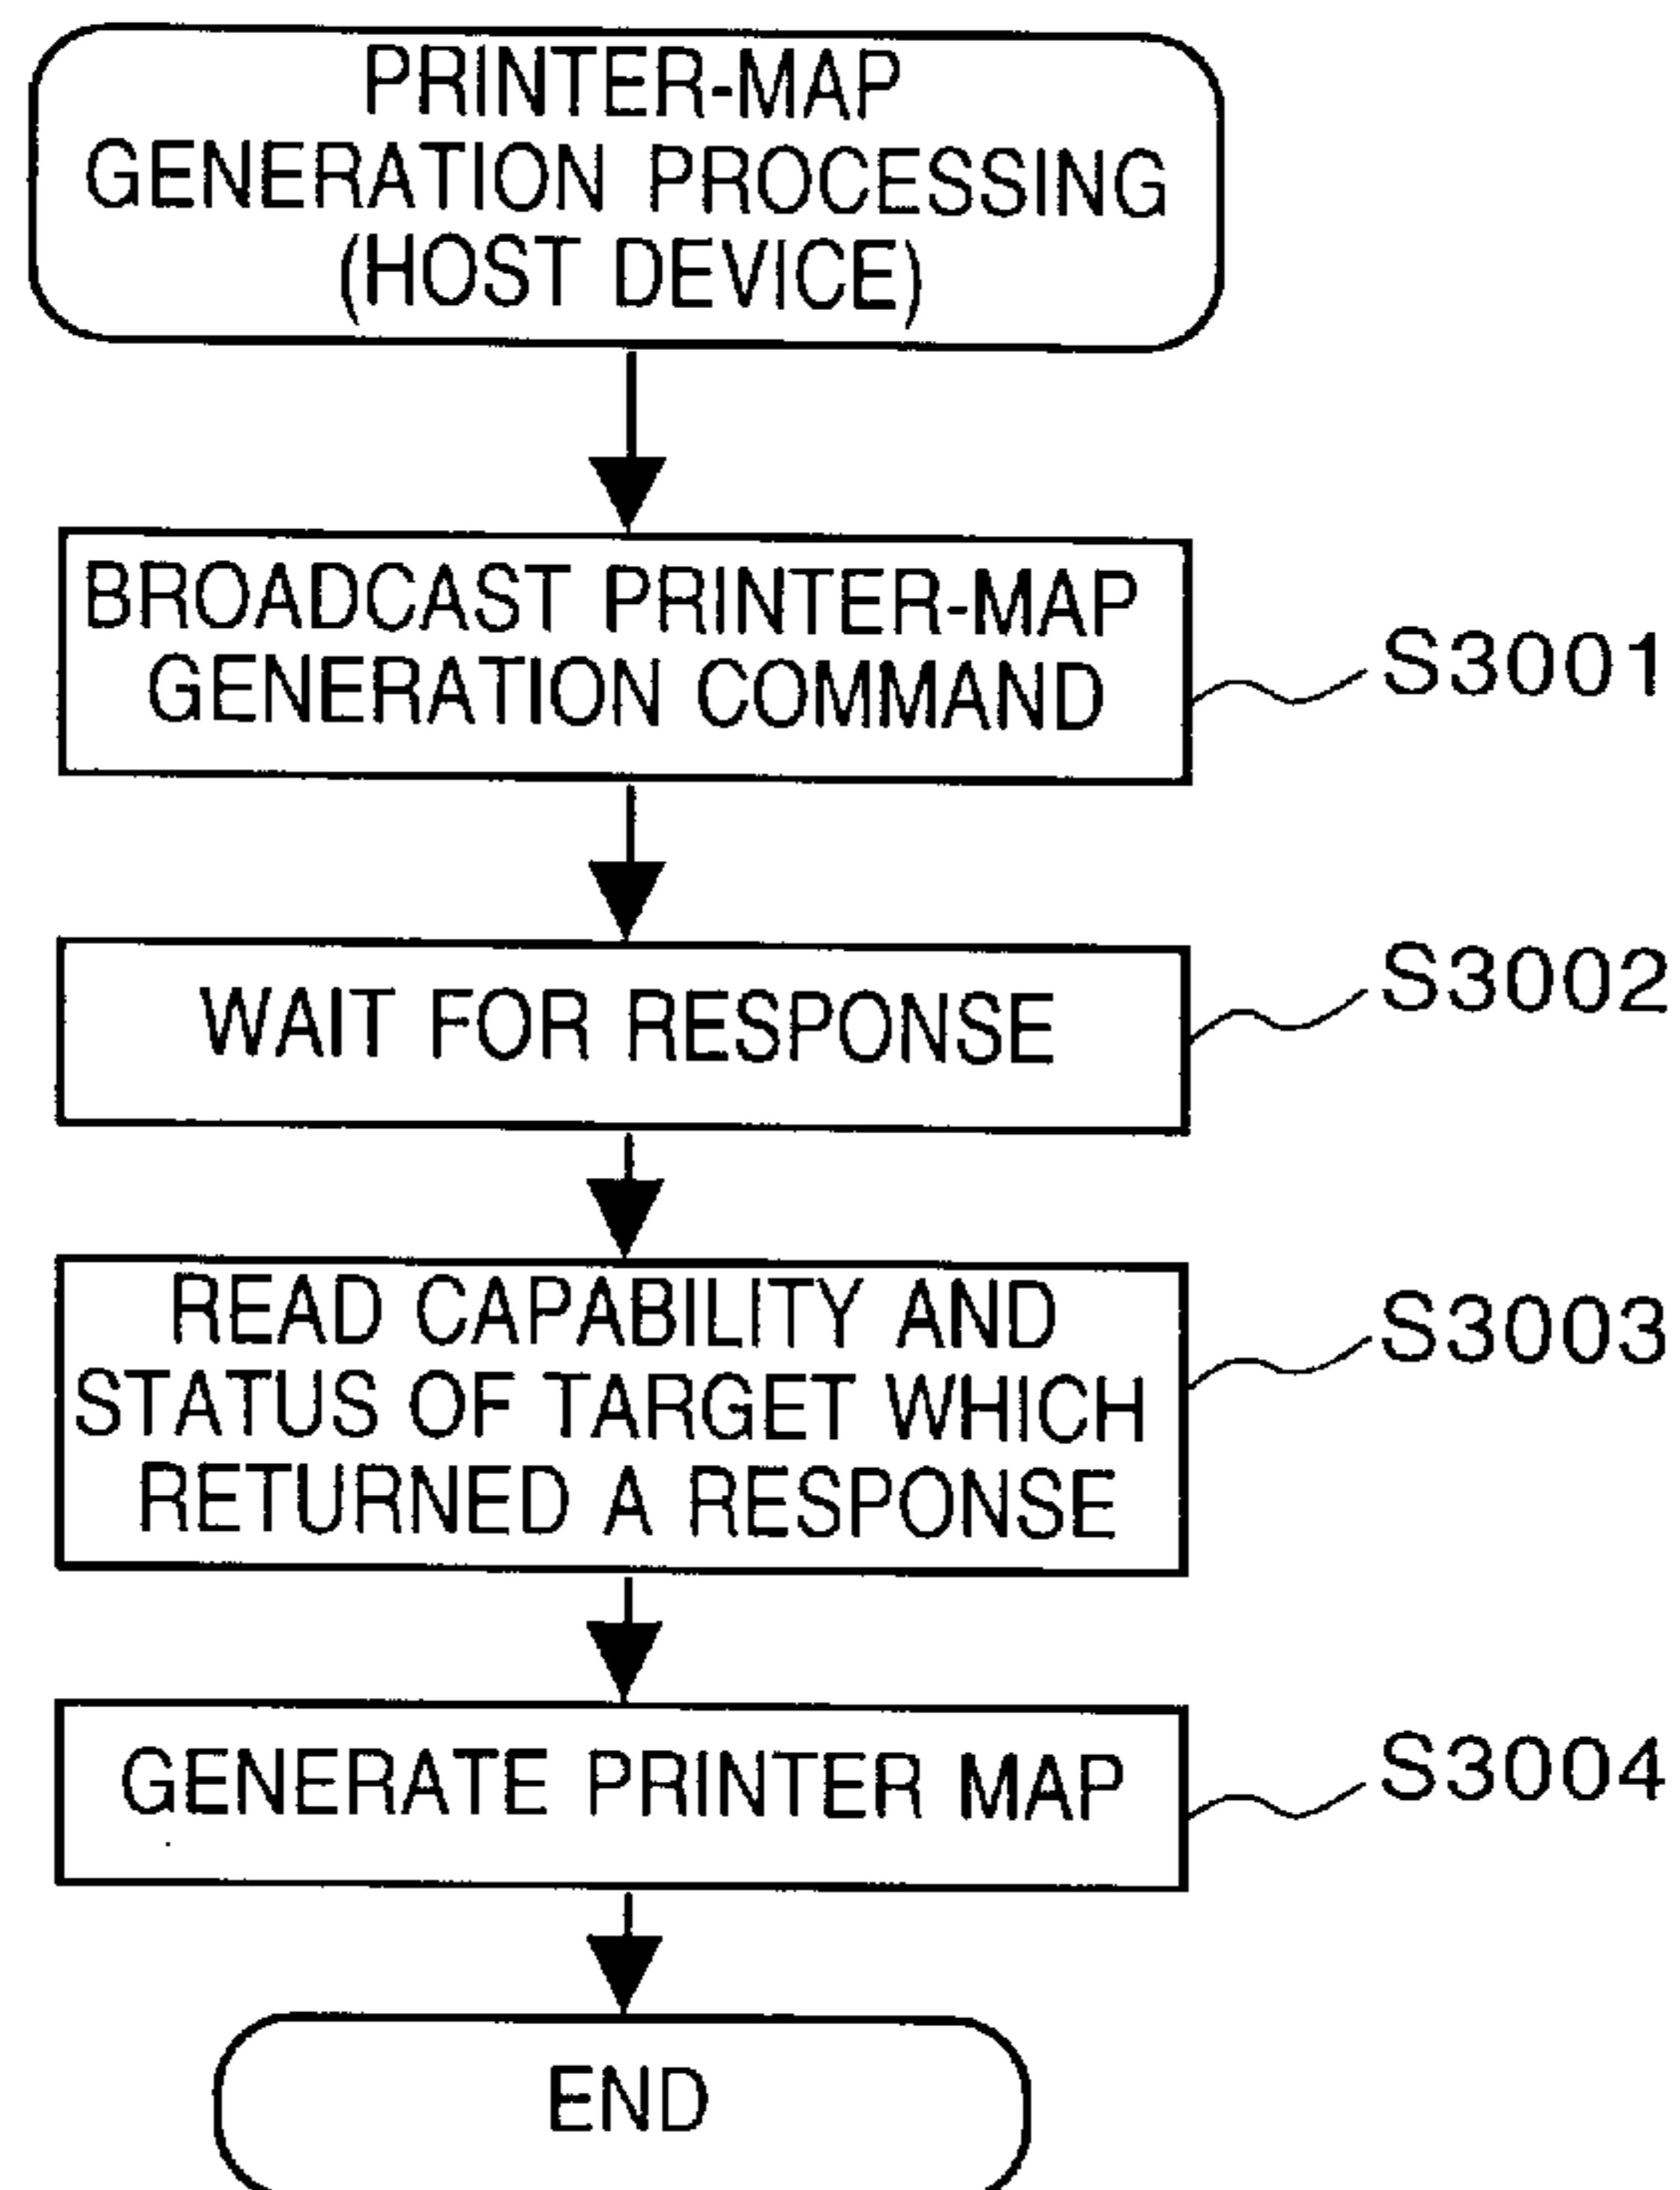 PRINTER-MAP
GENERATION PROCESSING
(HOST DEVICE)
BROADCAST PRINTER-MAP
GENERATION COMMAND
S3001
WAIT FOR RESPONSE
S3002
READ CAPABILITY AND
STATUS OF TARGET WHICH
RETURNED A RESPONSE
S3003
GENERATE PRINTER MAP
S3004
END